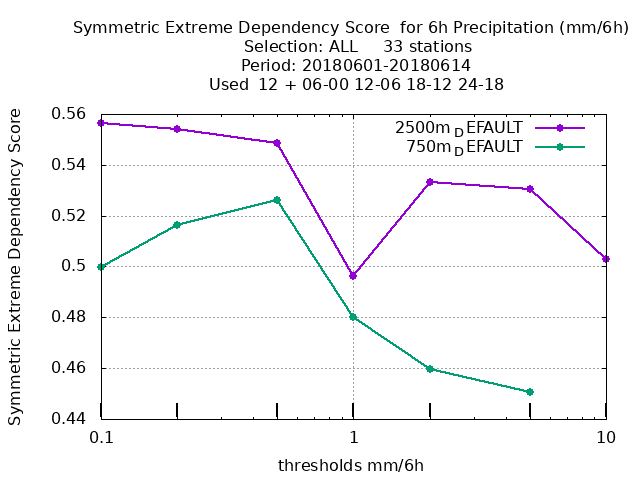 Symmetric Extreme Dependency Score  for 6h Precipitation (mm/6h)
Selection: ALL     33 stations
Period: 20180601-20180614
Used  12 + 06-00 12-06 18-12 24-18
Symmetric Extreme Dependency Score
0.56
0.54
0.52
0.5
0.48
0.46
0.44
2500m_DEFAULT
750m_DEFAULT
0.1
1
10
thresholds mm/6h